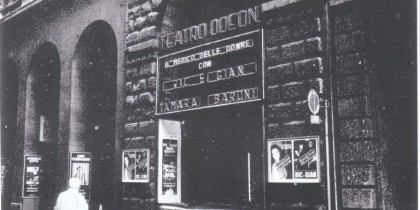 TEATRO ODEON
IL MEDICO DELLE DONNE
CON
RIC E GIAN
TAMARA BARONI
RIC-GIAN